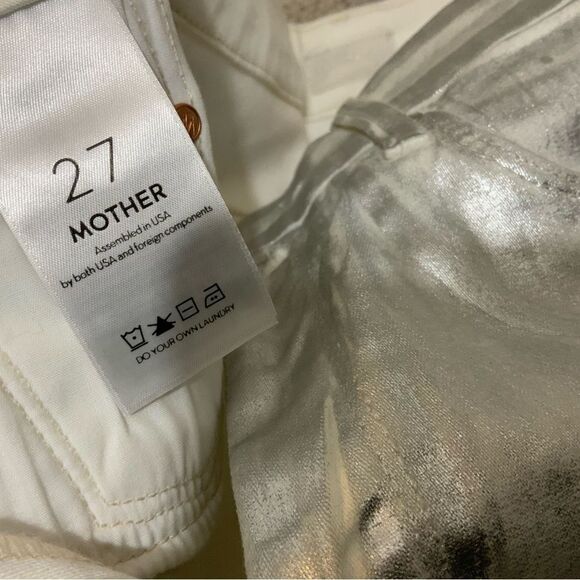 27
MOTHER
Assembled in USA
by both USA and foreign components
DO YOUR OWN LAUNDRY